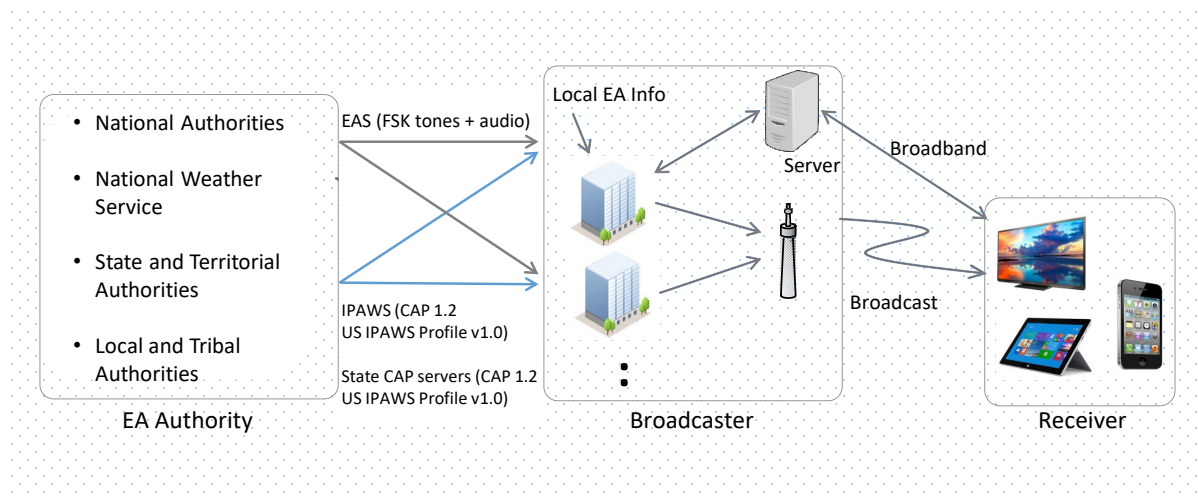 • National Authorities
• National Weather
Service
• State and Territorial
Authorities
• Local and Tribal
Authorities
EA Authority
EAS (FSK tones + audio)
IPAWS (CAP 1.2
US IPAWS Profile v1.0)
State CAP servers (CAP 1.2
US IPAWS Profile v1.0)
Local EA Info
Server
Broadcaster
Broadband
Broadcast
Receiver